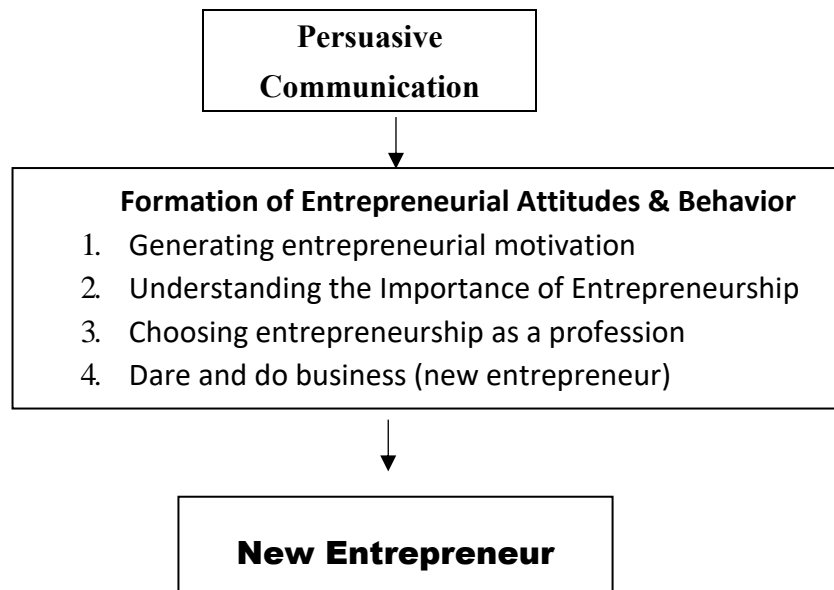 Persuasive
Communication
Formation of Entrepreneurial Attitudes & Behavior
1. Generating entrepreneurial motivation
2. Understanding the Importance of Entrepreneurship
3. Choosing entrepreneurship as a profession
4. Dare and do business (new entrepreneur)
New Entrepreneur